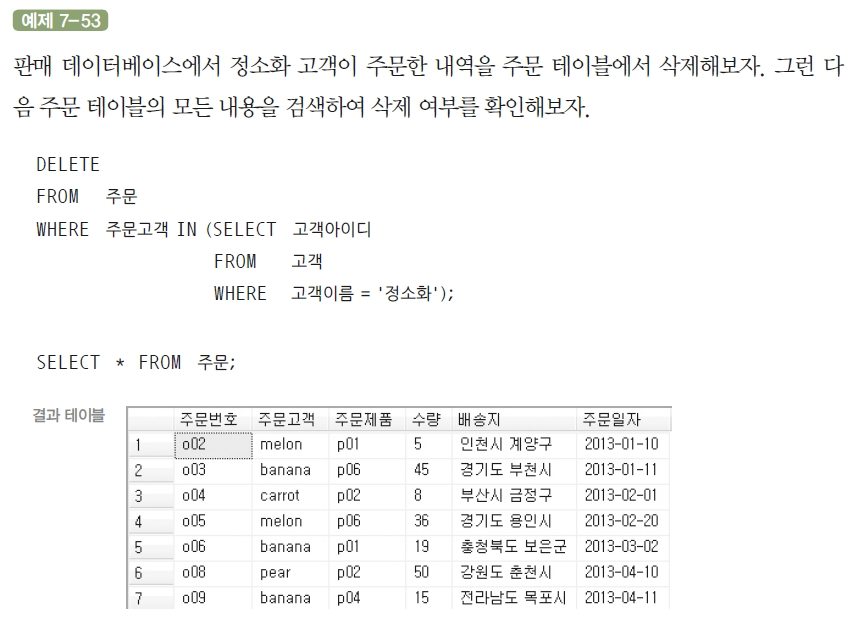 예제 7-53
판매 데이터베이스에서 정소화 고객이 주문한 내역을 주문 테이블에서 삭제해보자. 그런 다
음 주문 테이블의 모든 내용을 검색하여 삭제 여부를 확인해보자.
DELETE
FROM 주문
WHERE 주문고객 IN (SELECT 고객아이디
FROM 고객
WHERE 고객이름 = '정소화');
SELECT * FROM 주문;
결과 테이블
주문번호 주문고객 주문제품 수량 배송지 주문일자
1 o02 melon p01 5 인천시 계양구 2013-01-10
2 o03 banana p06 45 경기도 부천시 2013-01-11
3 o04 carrot p02 8 부산시 금정구 2013-02-01
4 o05 melon p06 36 경기도 용인시 2013-02-20
5 o06 banana p01 19 충청북도 보은군 2013-03-02
6 o08 pear p02 50 강원도 춘천시 2013-04-10
7 o09 banana p04 15 전라남도 목포시 2013-04-11